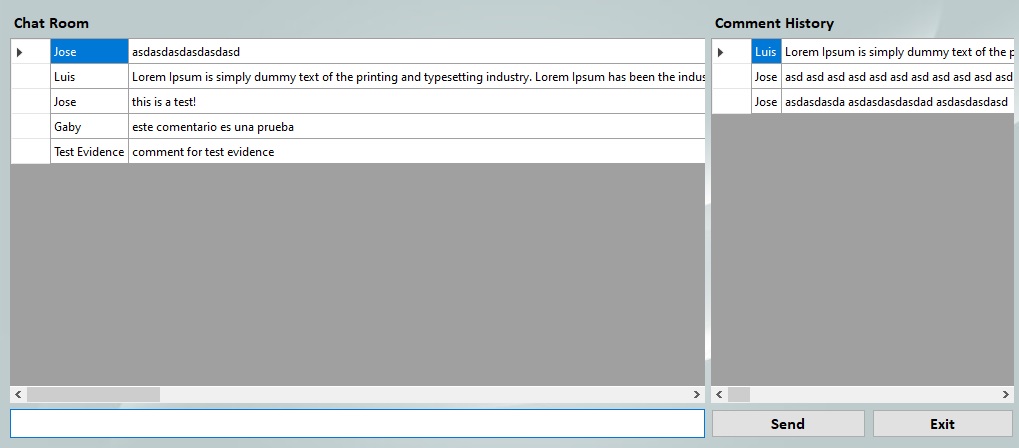 Chat Room
Jose asdasdasdasdasdasd
Luis Lorem Ipsum is simply dummy text of the printing and typesetting industry. Lorem Ipsum has been the indus
Jose this is a test!
Gaby este comentario es una prueba
Test Evidence comment for test evidence
Comment History
Luis Lorem Ipsum is simply dummy text of the p
Jose asd asd asd asd asd asd asd asd asd asd asd
Jose asdasdasda asdasdasdasdad asdasdasdasd
Send
Exit